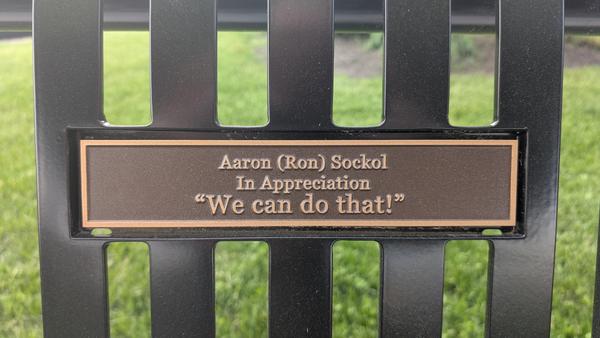 Aaron (Ron) Sockol
In Appreciation
“We can do that!”